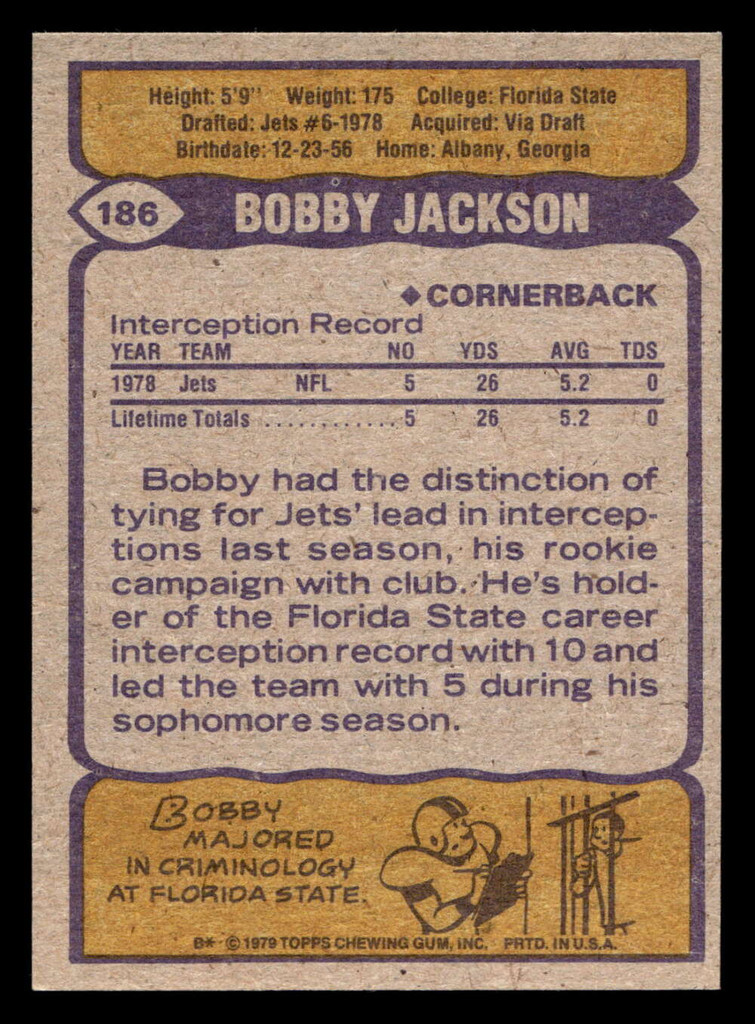 Height: 5'9'' Weight: 175 College: Florida State
Drafted: Jets #6-1978 Acquired: Via Draft
Birthdate: 12-23-56 Home: Albany, Georgia
186 BOBBY JACKSON
◆ CORNERBACK
Interception Record
YEAR TEAM NO YDS AVG TDS
1978 Jets NFL 5 26 5.2 0
Lifetime Totals ............ 5 26 5.2 0
Bobby had the distinction of
tying for Jets' lead in intercep-
tions last season, his rookie
campaign with club. He's hold-
er of the Florida State career
interception record with 10 and
led the team with 5 during his
sophomore season.
BOBBY
MAJORED
IN CRIMINOLOGY
AT FLORIDA STATE.
B* © 1979 TOPPS CHEWING GUM, INC. PRTD. IN U.S.A.